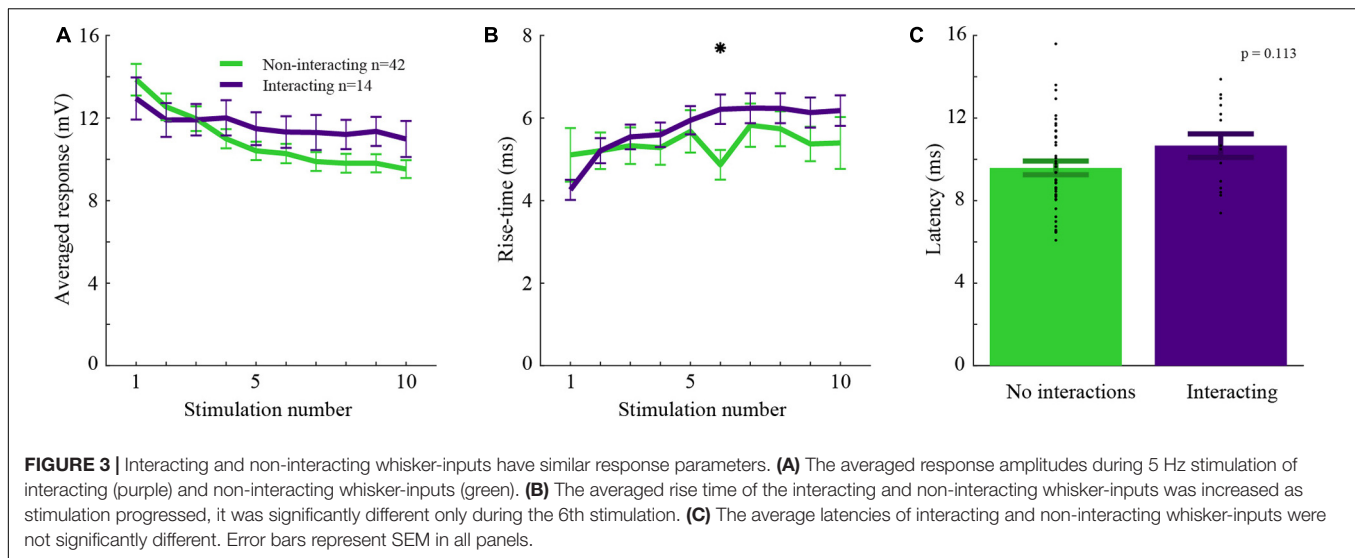 A
16
12
8
4
0
Averaged response (mV)
Non-interacting n=42
Interacting n=14
1
5
10
Stimulation number
B
8
6
4
2
0
Rise-time (ms)
*
1
5
10
Stimulation number
C
16
12
8
4
0
Latency (ms)
p = 0.113
No interactions
Interacting
FIGURE 3 | Interacting and non-interacting whisker-inputs have similar response parameters. (A) The averaged response amplitudes during 5 Hz stimulation of
interacting (purple) and non-interacting whisker-inputs (green). (B) The averaged rise time of the interacting and non-interacting whisker-inputs was increased as
stimulation progressed, it was significantly different only during the 6th stimulation. (C) The average latencies of interacting and non-interacting whisker-inputs were
not significantly different. Error bars represent SEM in all panels.